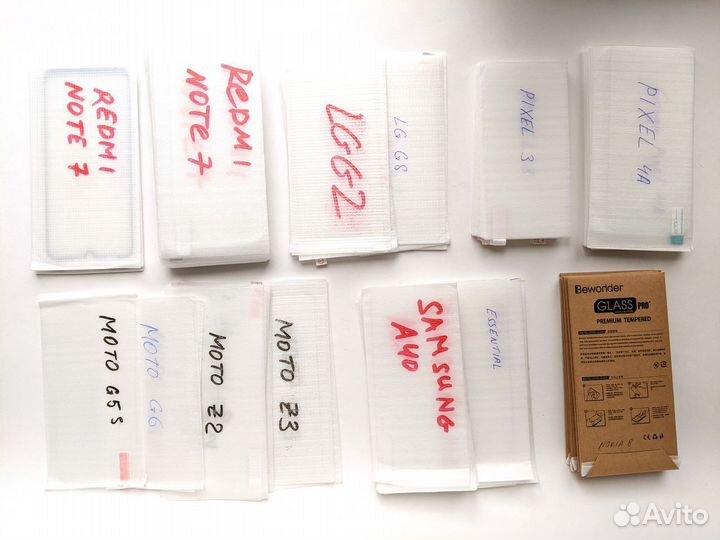 REDMI
NOTE 7
REDMI
NOTE 7
LG G2
LG G8
PIXEL 3
PIXEL 4A
MOTO G5S
MOTO G6
MOTO Z2
MOTO Z3
SAMSUNG
A40
ESSENTIAL
Beworlder
GLASS PRO+
PREMIUM TEMPERED
NOKIA 8
Avito